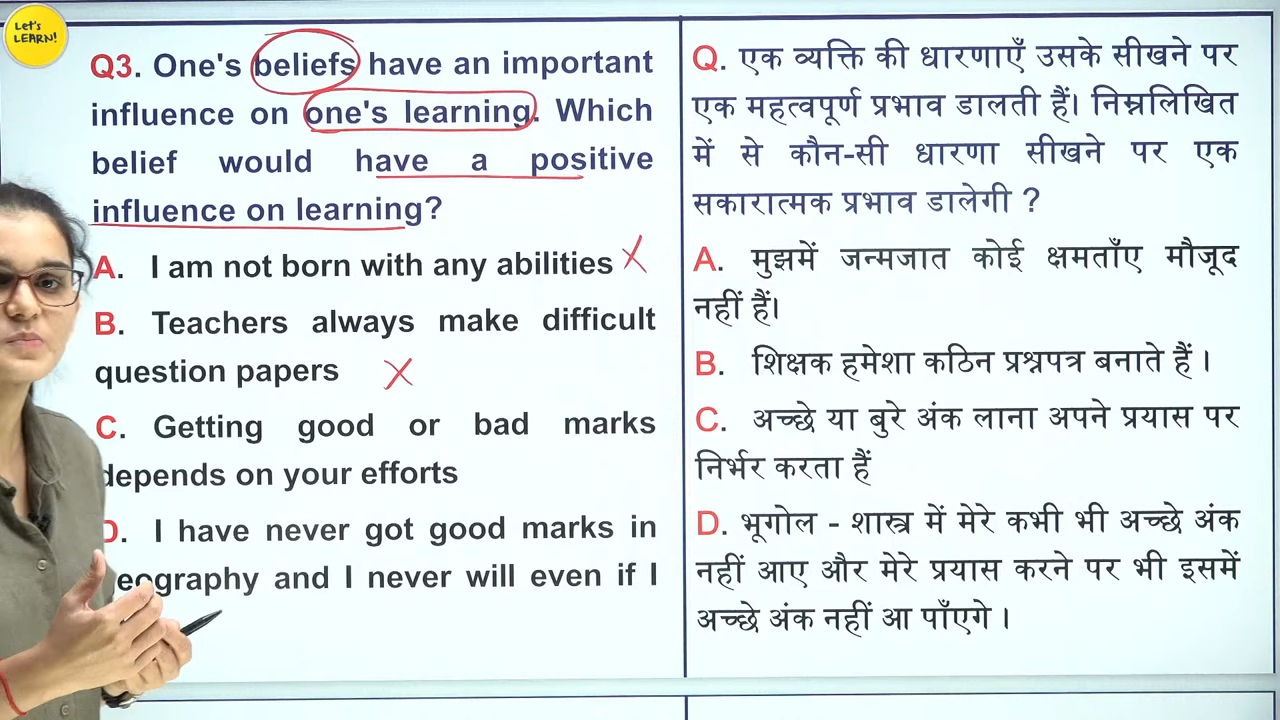 Let's
LEARN!
Q3. One's beliefs have an important
influence on one's learning. Which
belief would have a positive
influence on learning?
A. I am not born with any abilities
B. Teachers always make difficult
question papers
C. Getting good or bad marks
depends on your efforts
D. I have never got good marks in
eography and I never will even if I
Q. एक व्यक्ति की धारणाएँ उसके सीखने पर
एक महत्वपूर्ण प्रभाव डालती हैं। निम्नलिखित
में से कौन-सी धारणा सीखने पर एक
सकारात्मक प्रभाव डालेगी ?
A. मुझमें जन्मजात कोई क्षमताँए मौजूद
नहीं हैं।
B. शिक्षक हमेशा कठिन प्रश्नपत्र बनाते हैं ।
C. अच्छे या बुरे अंक लाना अपने प्रयास पर
निर्भर करता हैं
D. भूगोल - शास्त्र में मेरे कभी भी अच्छे अंक
नहीं आए और मेरे प्रयास करने पर भी इसमें
अच्छे अंक नहीं आ पाँएगे ।